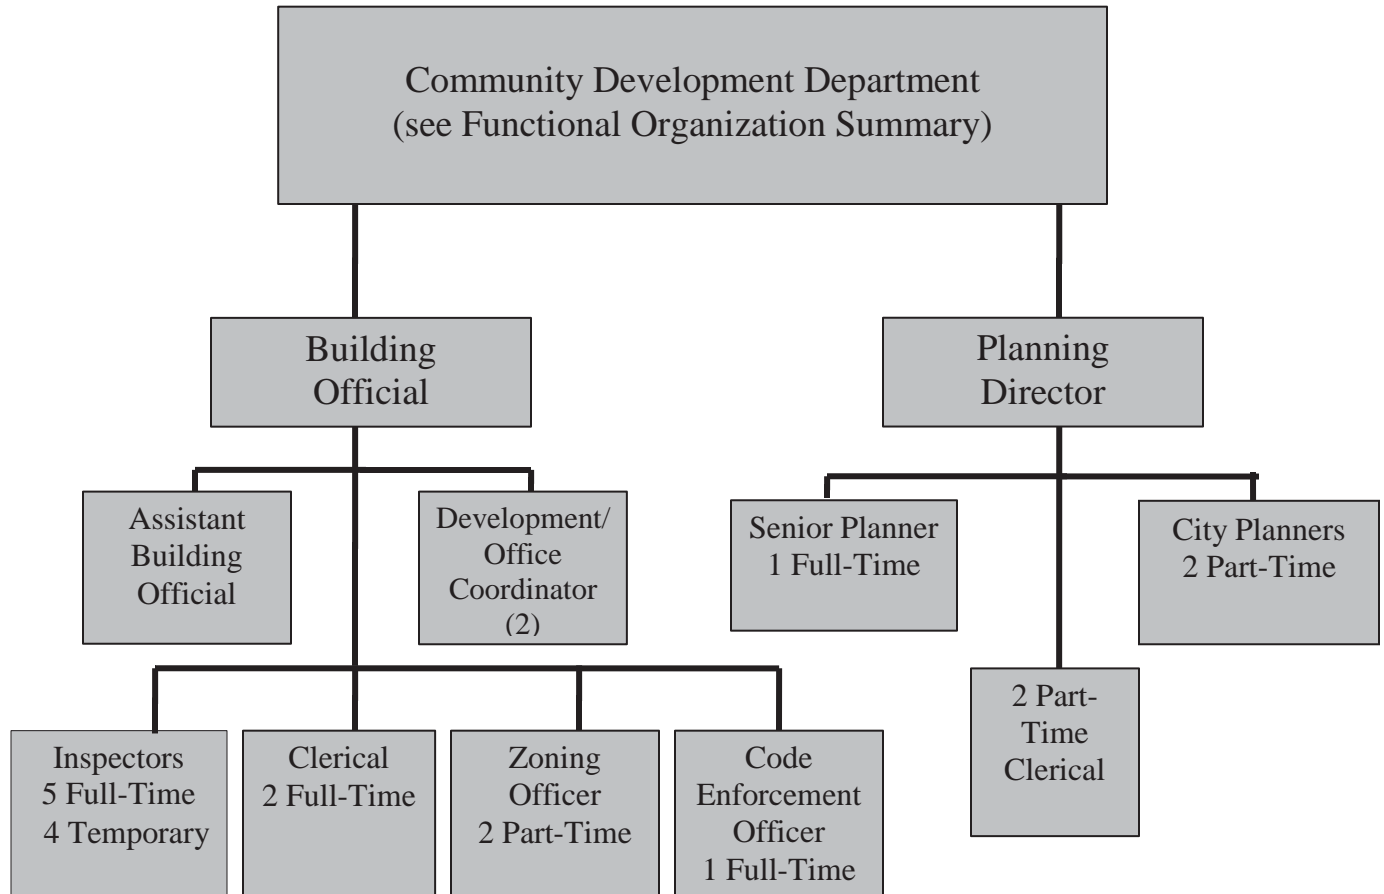 Community Development Department
(see Functional Organization Summary)
Building
Official
Planning
Director
Assistant
Building
Official
Development/
Office
Coordinator
(2)
Senior Planner
1 Full-Time
City Planners
2 Part-Time
2 Part-
Time
Clerical
Inspectors
5 Full-Time
4 Temporary
Clerical
2 Full-Time
Zoning
Officer
2 Part-Time
Code
Enforcement
Officer
1 Full-Time